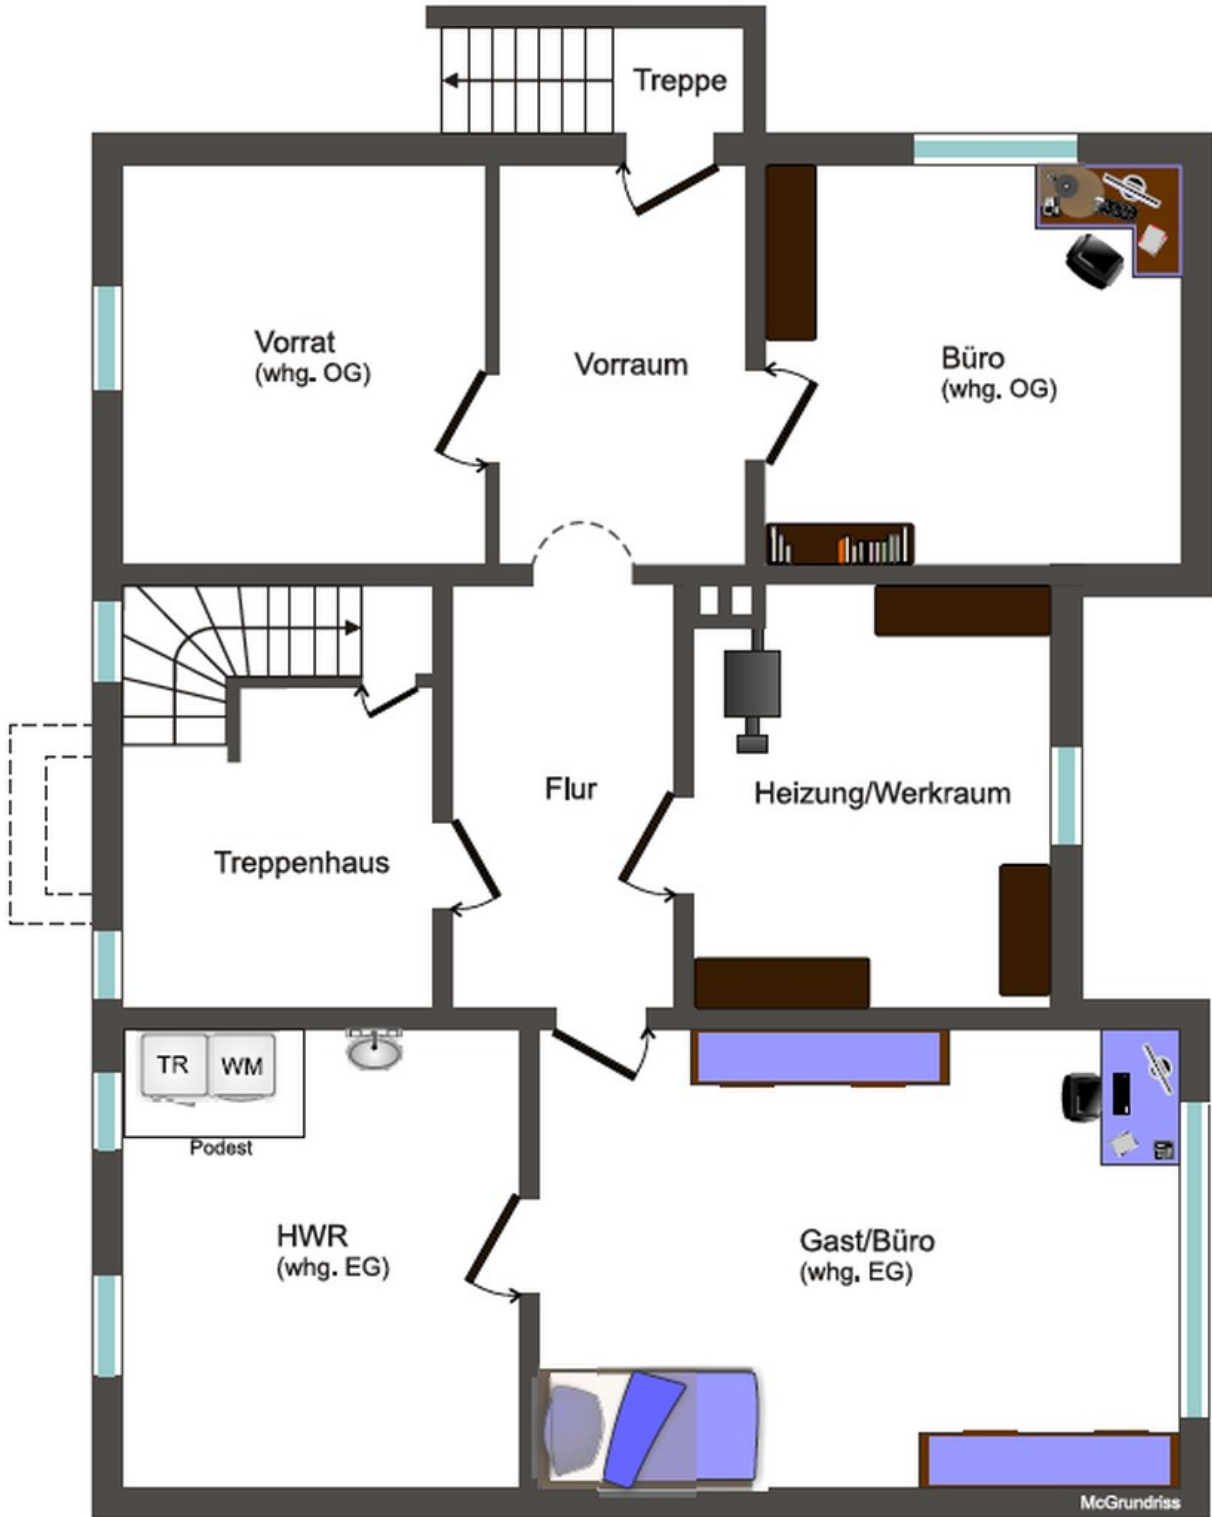 Treppe
Vorrat
(whg. OG)
Vorraum
Büro
(whg. OG)
Flur
Heizung/Werkraum
Treppenhaus
TR
WM
Podest
HWR
(whg. EG)
Gast/Büro
(whg. EG)
McGrundriss